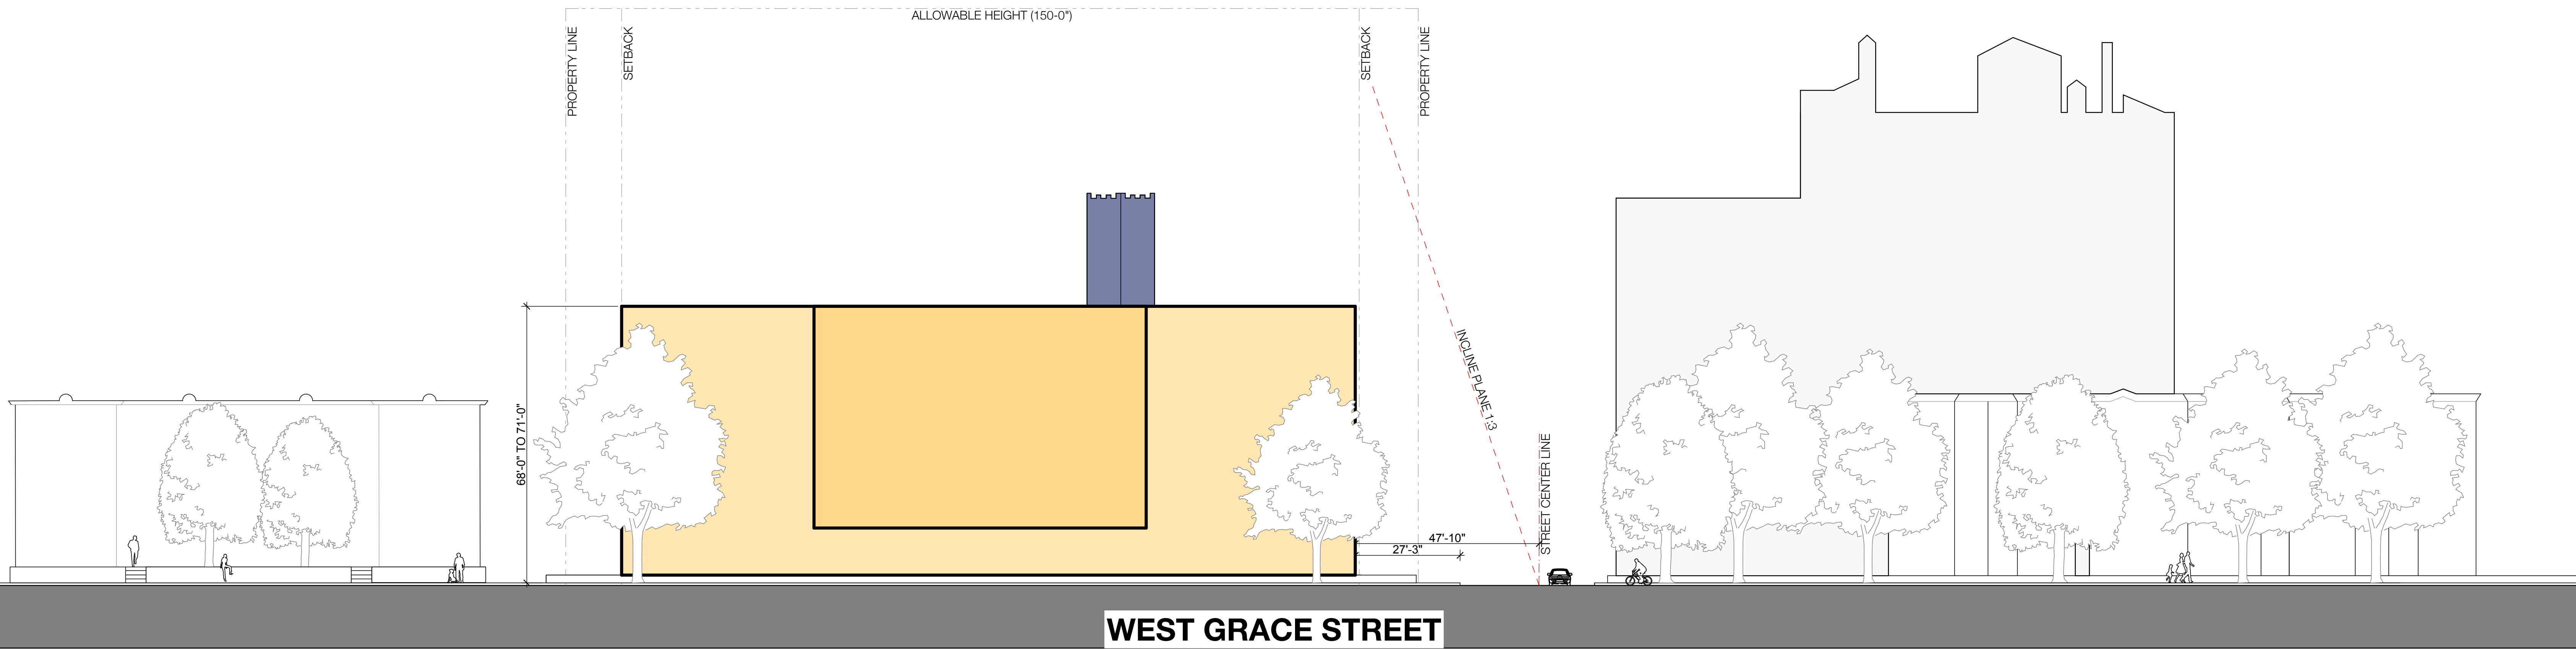 ALLOWABLE HEIGHT (150-0")
PROPERTY LINE
SETBACK
SETBACK
PROPERTY LINE
INCLINE PLANE 1:3
68'-0" TO 71'-0"
STREET CENTER LINE
47'-10"
27'-3"
WEST GRACE STREET